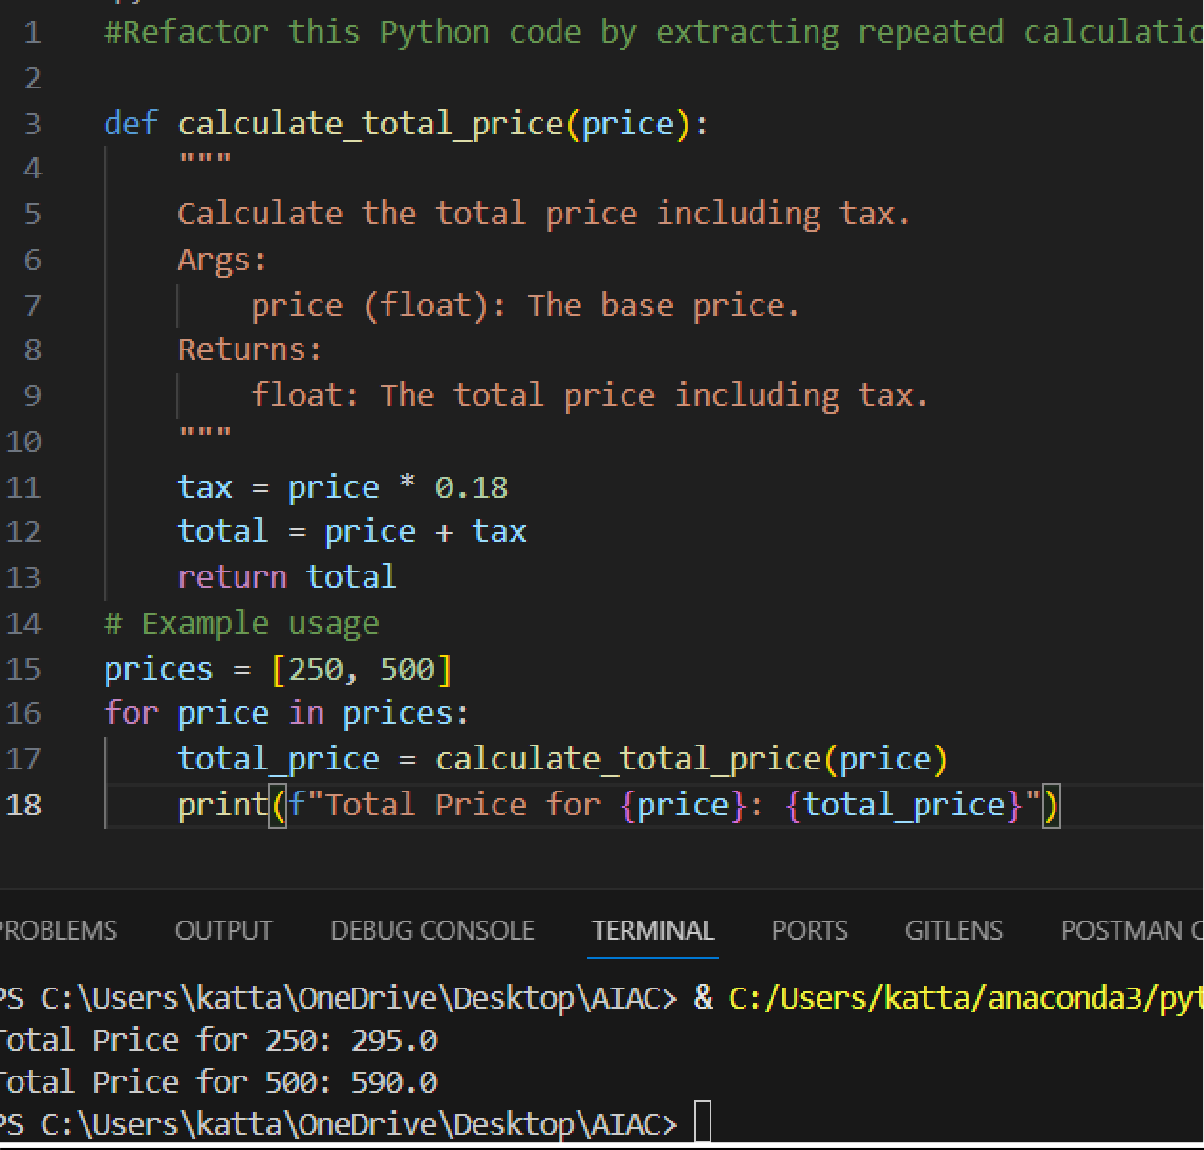 1 #Refactor this Python code by extracting repeated
2
3 def calculate_total_price(price):
4 """
5 Calculate the total price including tax.
6 Args:
7 price (float): The base price.
8 Returns:
9 float: The total price including tax.
10 """
11 tax = price * 0.18
12 total = price + tax
13 return total
14 # Example usage
15 prices = [250, 500]
16 for price in prices:
17 total_price = calculate_total_price(price)
18 print(f"Total Price for {price}: {total_price}")
PROBLEMS OUTPUT DEBUG CONSOLE TERMINAL PORTS GITLENS POSTMAN C
PS C:\Users\katta\OneDrive\Desktop\AIAC> & C:/Users/katta/anaconda3/pyt
Total Price for 250: 295.0
Total Price for 500: 590.0
PS C:\Users\katta\OneDrive\Desktop\AIAC>